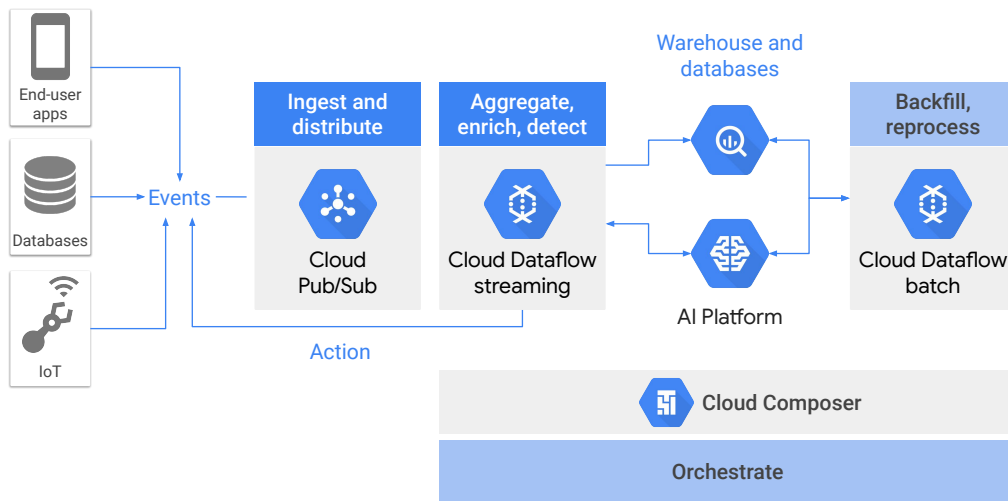 End-user
apps
Databases
IoT
Events
Ingest and
distribute
Cloud
Pub/Sub
Aggregate,
enrich, detect
Cloud Dataflow
streaming
Action
Warehouse and
databases
AI Platform
Backfill,
reprocess
Cloud Dataflow
batch
Cloud Composer
Orchestrate